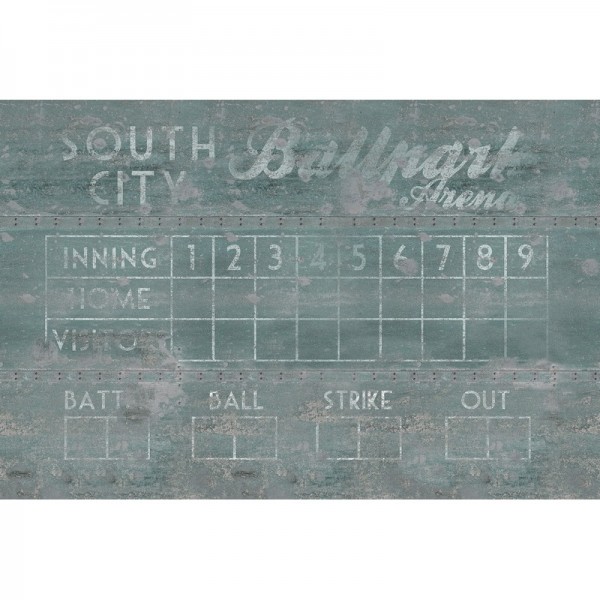 SOUTH CITY
Ballpark Arena
INNING 1 2 3 4 5 6 7 8 9
HOME
VISITOR
BATT
BALL STRIKE OUT